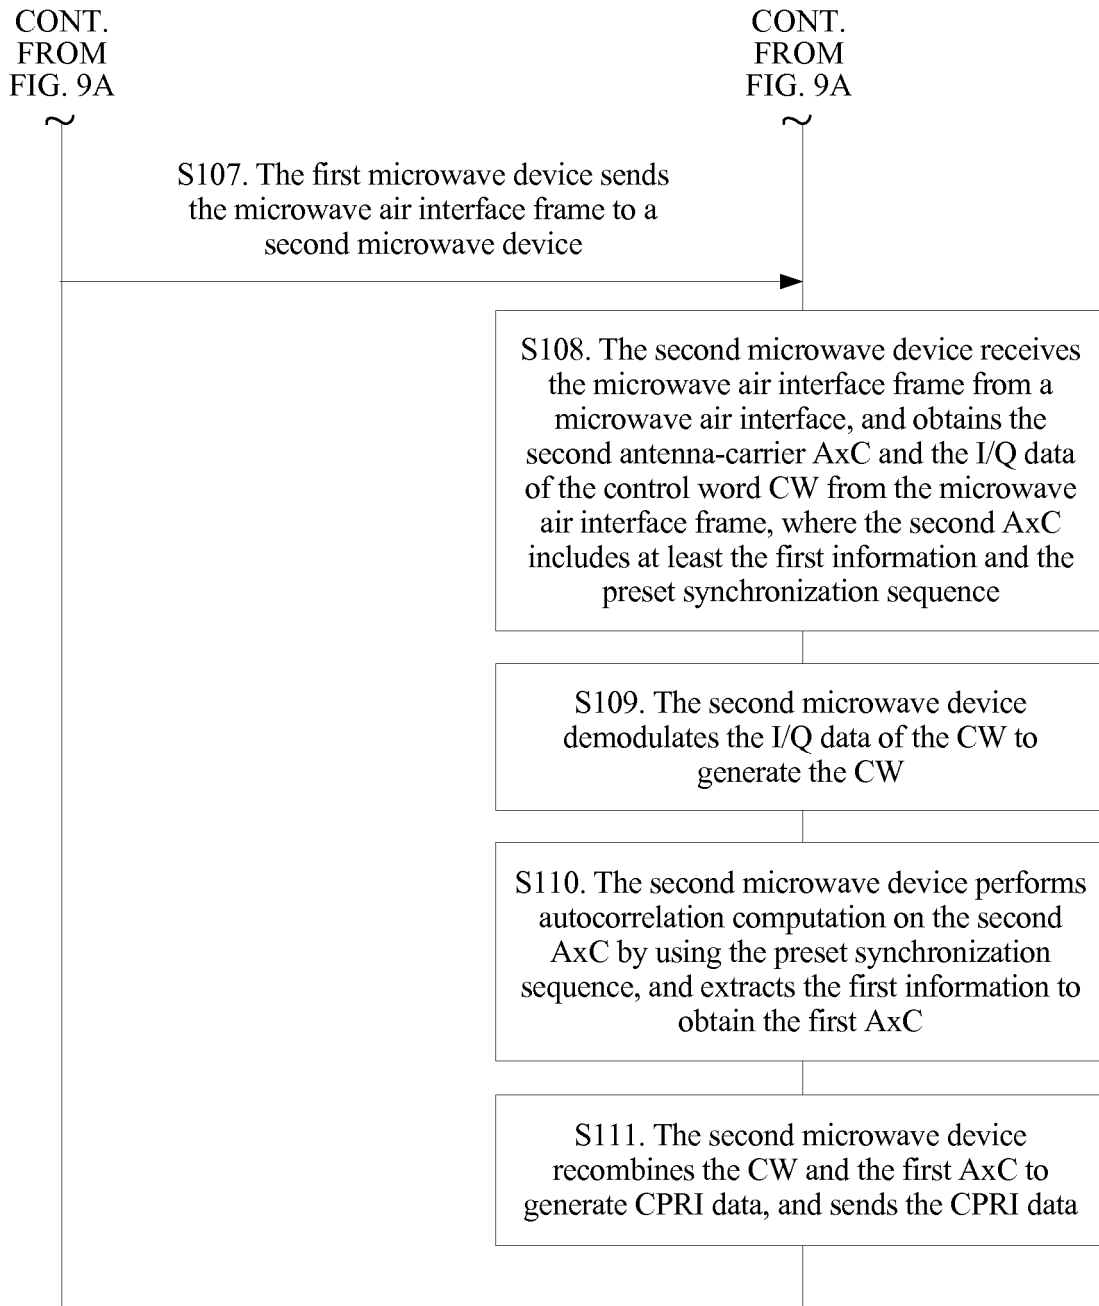 CONT.
FROM
FIG. 9A
CONT.
FROM
FIG. 9A
S107. The first microwave device sends
the microwave air interface frame to a
second microwave device
S108. The second microwave device receives
the microwave air interface frame from a
microwave air interface, and obtains the
second antenna-carrier AxC and the I/Q data
of the control word CW from the microwave
air interface frame, where the second AxC
includes at least the first information and the
preset synchronization sequence
S109. The second microwave device
demodulates the I/Q data of the CW to
generate the CW
S110. The second microwave device performs
autocorrelation computation on the second
AxC by using the preset synchronization
sequence, and extracts the first information to
obtain the first AxC
S111. The second microwave device
recombines the CW and the first AxC to
generate CPRI data, and sends the CPRI data